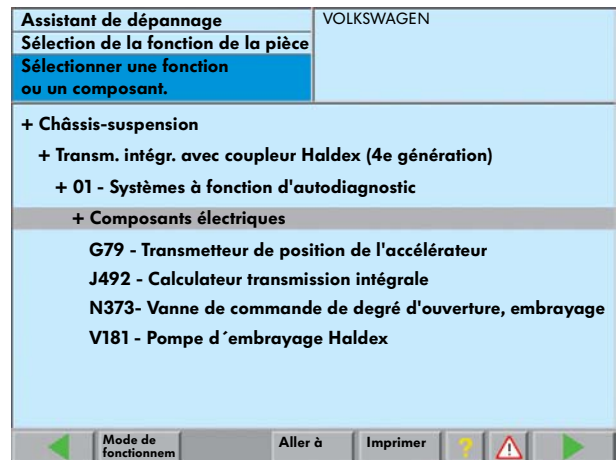 Assistant de dépannage
VOLKSWAGEN
Sélection de la fonction de la pièce
Sélectionner une fonction
ou un composant.
+ Châssis-suspension
+ Transm. intégr. avec coupleur Haldex (4e génération)
+ 01 - Systèmes à fonction d'autodiagnostic
+ Composants électriques
G79 - Transmetteur de position de l'accélérateur
J492 - Calculateur transmission intégrale
N373- Vanne de commande de degré d'ouverture, embrayage
V181 - Pompe d´embrayage Haldex
Mode de
fonctionnem
Aller à
Imprimer
?